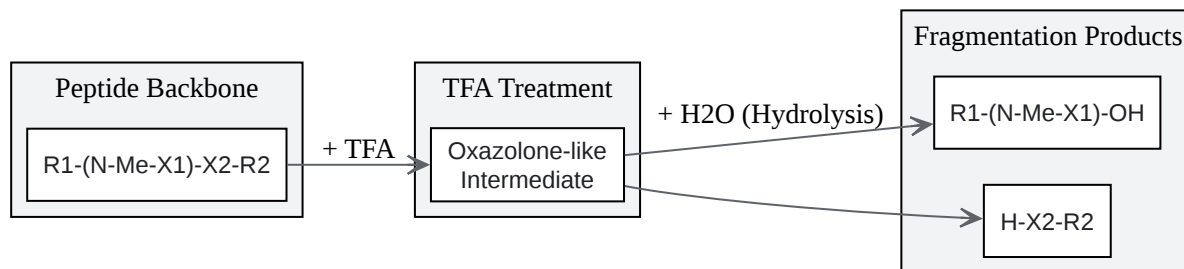 Peptide Backbone
R1-(N-Me-X1)-X2-R2
+ TFA
TFA Treatment
Oxazolone-like
Intermediate
+ H2O (Hydrolysis)
Fragmentation Products
R1-(N-Me-X1)-OH
H-X2-R2